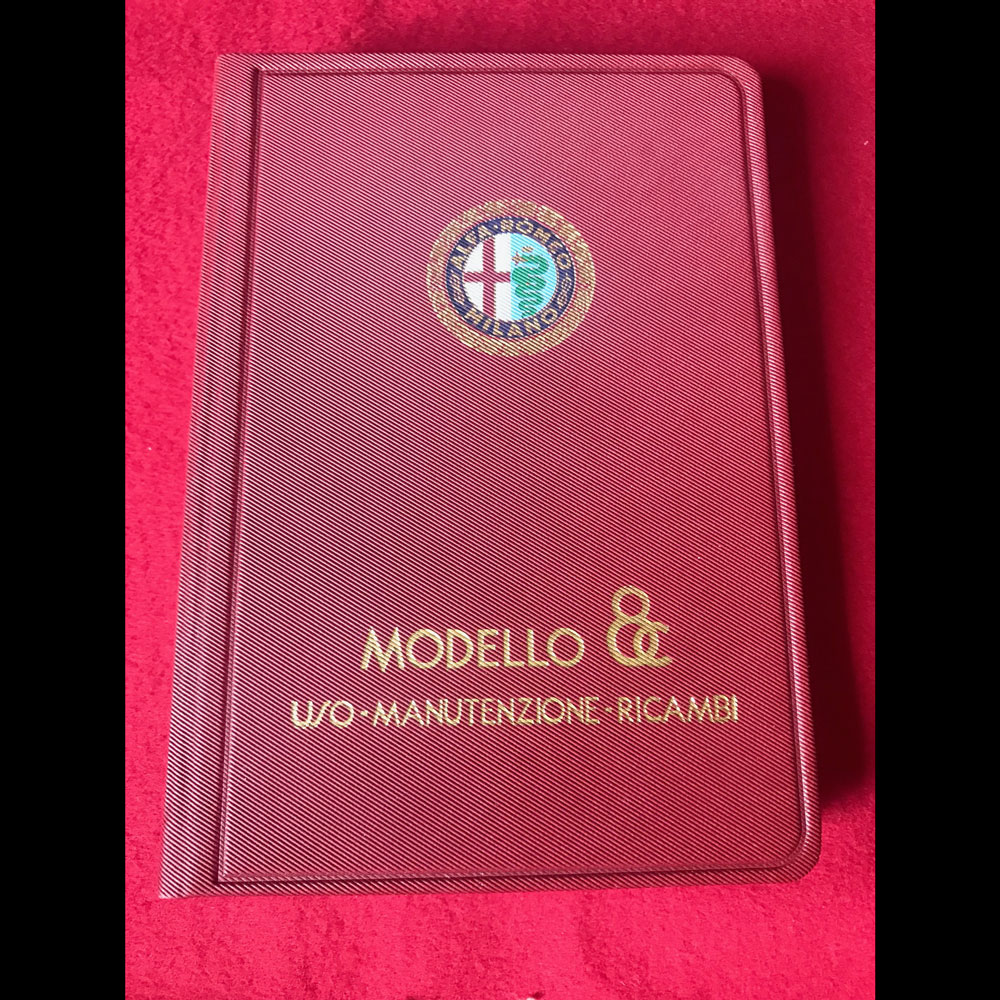 ALFA-ROMEO
MILANO
MODELLO 8C
USO-MANUTENZIONE-RICAMBI